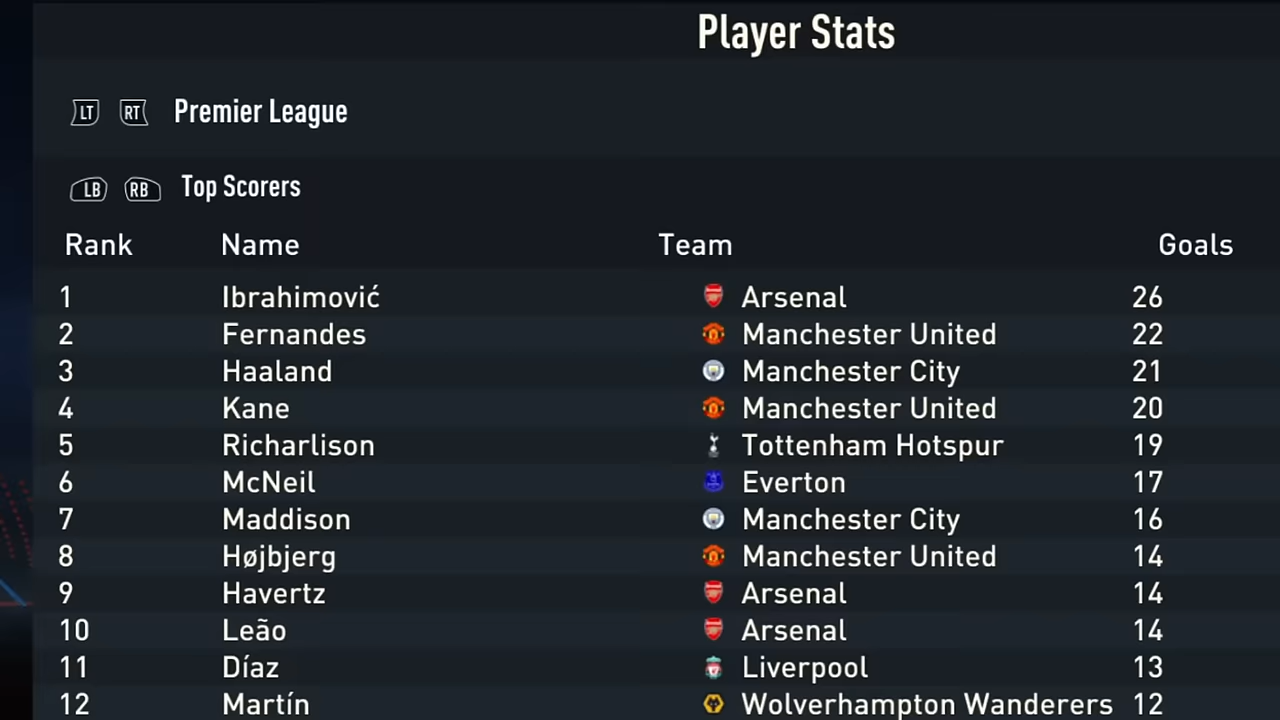 Player Stats
LT RT Premier League
LB RB Top Scorers
Rank Name Team Goals
1 Ibrahimović Arsenal 26
2 Fernandes Manchester United 22
3 Haaland Manchester City 21
4 Kane Manchester United 20
5 Richarlison Tottenham Hotspur 19
6 McNeil Everton 17
7 Maddison Manchester City 16
8 Højbjerg Manchester United 14
9 Havertz Arsenal 14
10 Leão Arsenal 14
11 Díaz Liverpool 13
12 Martín Wolverhampton Wanderers 12